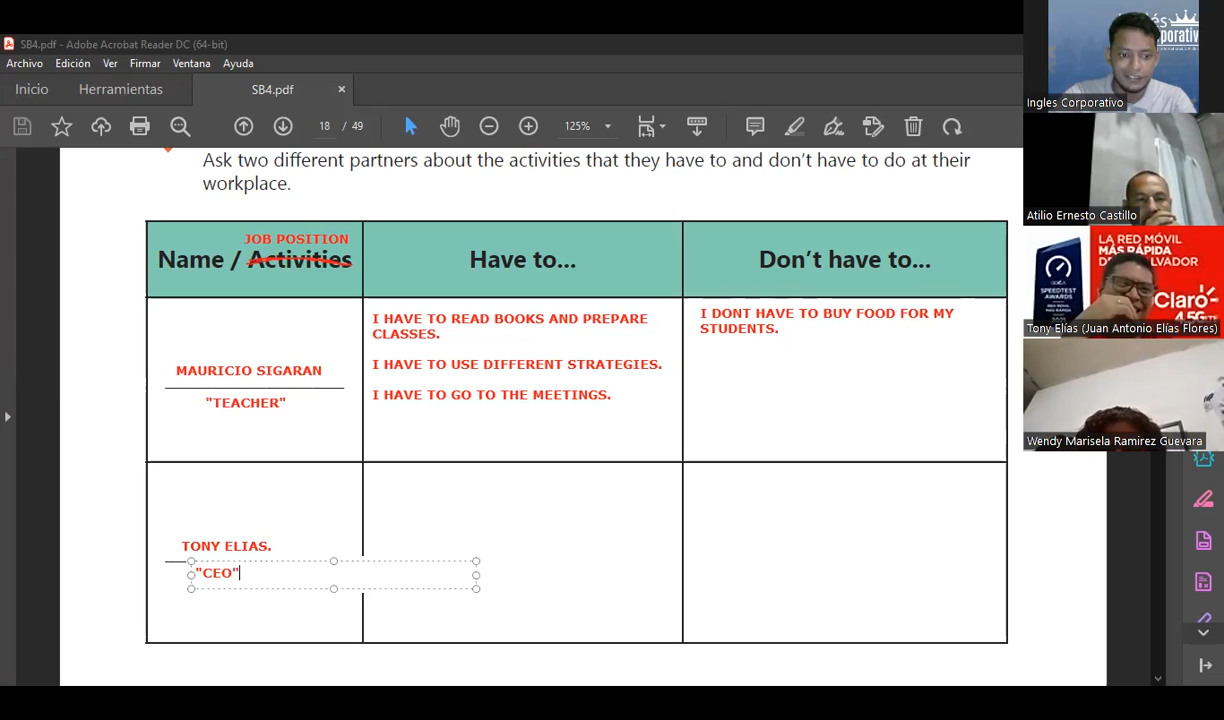 SB4.pdf - Adobe Acrobat Reader DC (64-bit)
Archivo Edición Ver Firmar Ventana Ayuda
Inicio Herramientas SB4.pdf ×
18 / 49 125%
Ask two different partners about the activities that they have to and don't have to do at their
workplace.
JOB POSITION
Name / Activities Have to... Don't have to...
I HAVE TO READ BOOKS AND PREPARE
CLASSES.
I HAVE TO USE DIFFERENT STRATEGIES.
I HAVE TO GO TO THE MEETINGS.
I DONT HAVE TO BUY FOOD FOR MY
STUDENTS.
MAURICIO SIGARAN
"TEACHER"
TONY ELIAS.
"CEO"
Ingles Corporativo
Atilio Ernesto Castillo
LA RED MÓVIL
MÁS RÁPIDA
SPEEDTEST
AWARDS
Claro
4.5G
Tony Elías (Juan Antonio Elías Flores)
Wendy Marisela Ramirez Guevara